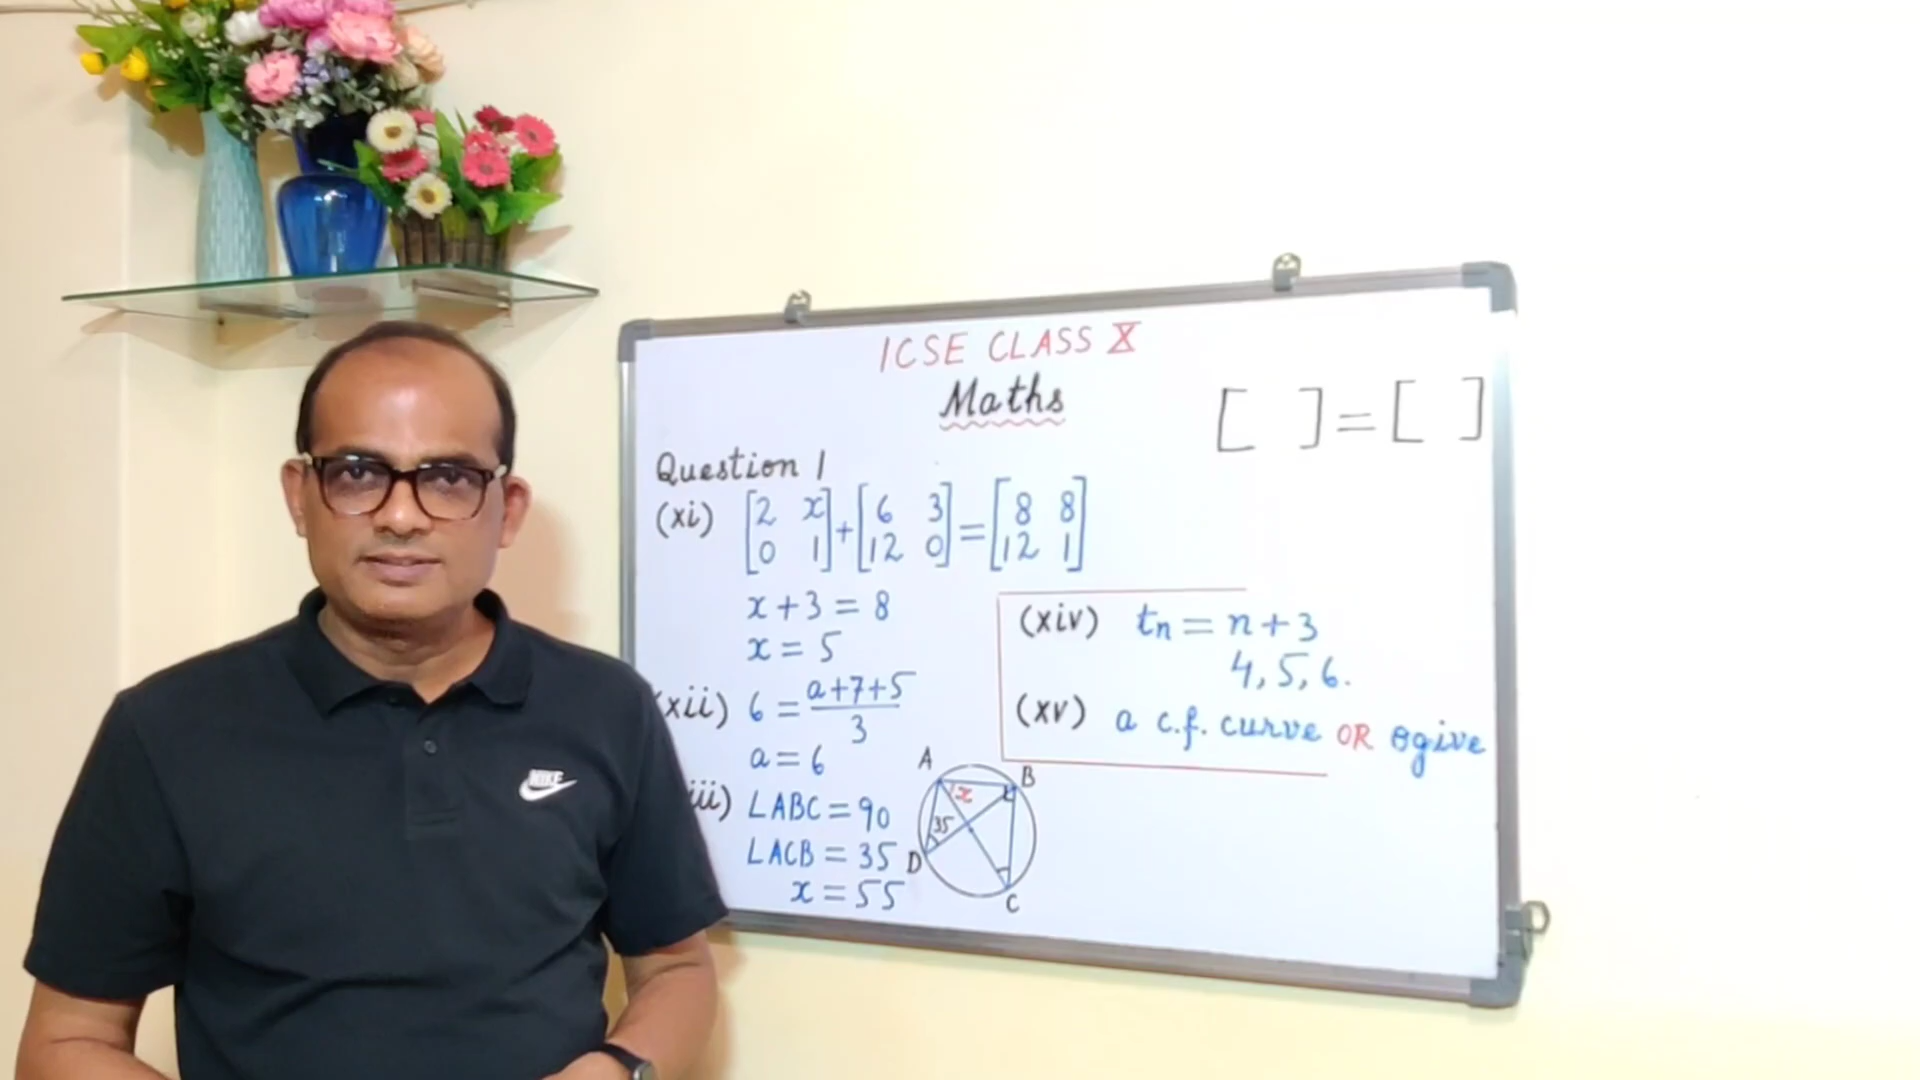 ICSE CLASS X
Maths
[ ] = [ ]
Question 1
(xi) [2 x] + [6 3] = [8 8]
[0 1] [12 0] [12 1]
x + 3 = 8
x = 5
(xii) 6 = a+7+5
3
a = 6
iii) ∠ABC = 90
∠ACB = 35
x = 55
A
B
x
35
D
C
(xiv) tn = n + 3
4, 5, 6.
(xv) a c.f. curve OR ogive
NIKE